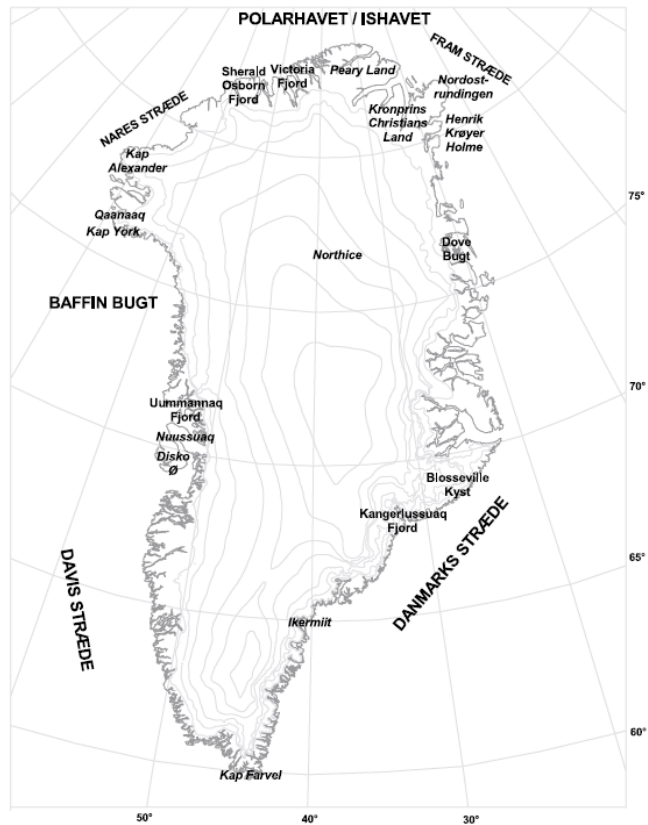 POLARHAVET / ISHAVET
FRAM STRÆDE
Sherald
Osborn
Fjord
Victoria
Fjord
Peary Land
Nordost-
rundingen
NARES STRÆDE
Kronprins
Christians
Land
Henrik
Krøyer
Holme
Kap
Alexander
75°
Qaanaaq
Kap York
Northice
Dove
Bugt
BAFFIN BUGT
70°
Uummannaq
Fjord
Nuussuaq
Disko
Ø
Blosseville
Kyst
Kangerlussuaq
Fjord
DANMARKS STRÆDE
65°
DAVIS STRÆDE
Ikermiit
60°
Kap Farvel
50°
40°
30°